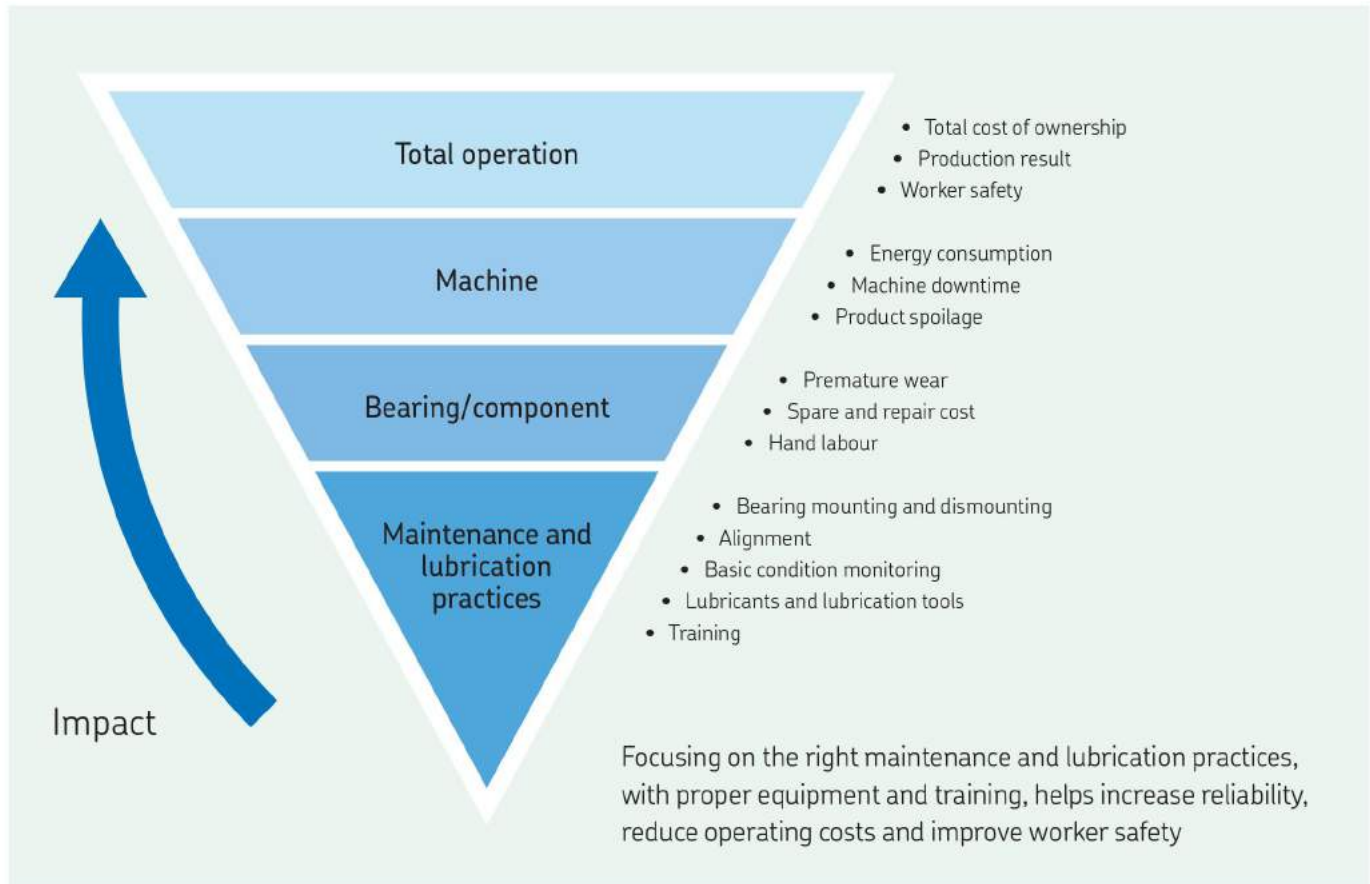 Total operation
• Total cost of ownership
• Production result
• Worker safety
Machine
• Energy consumption
• Machine downtime
• Product spoilage
Bearing/component
• Premature wear
• Spare and repair cost
• Hand labour
Maintenance and
lubrication
practices
• Bearing mounting and dismounting
• Alignment
• Basic condition monitoring
• Lubricants and lubrication tools
• Training
Impact
Focusing on the right maintenance and lubrication practices,
with proper equipment and training, helps increase reliability,
reduce operating costs and improve worker safety